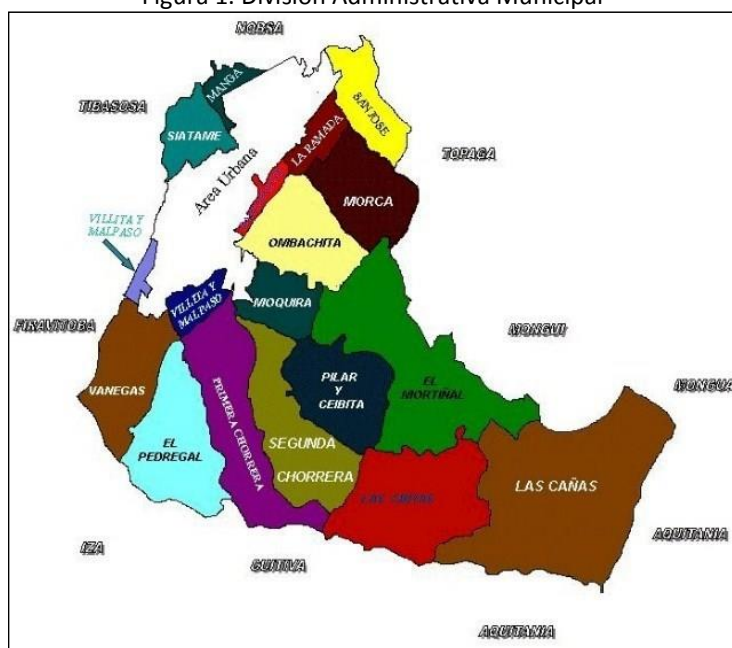 Figura 1. División Administrativa Municipal
NOBSA
TIBASOSA
MANGA
SIATAME
SAN JOSE
LA RAMADA
Area Urbana
TOPAGA
MORCA
VILLITA Y
MALPASO
OMBACHITA
VILLITA Y
MALPASO
MOQUIRA
FIRAVITOBA
MONGUI
VANEGAS
PRIMERA CHORRERA
PILAR
Y
CEIBITA
EL
MORTIÑAL
MONGUA
EL
PEDREGAL
SEGUNDA
CHORRERA
LAS CAÑAS
LAS
AQUITANIA
IZA
CUITIVA
AQUITANIA